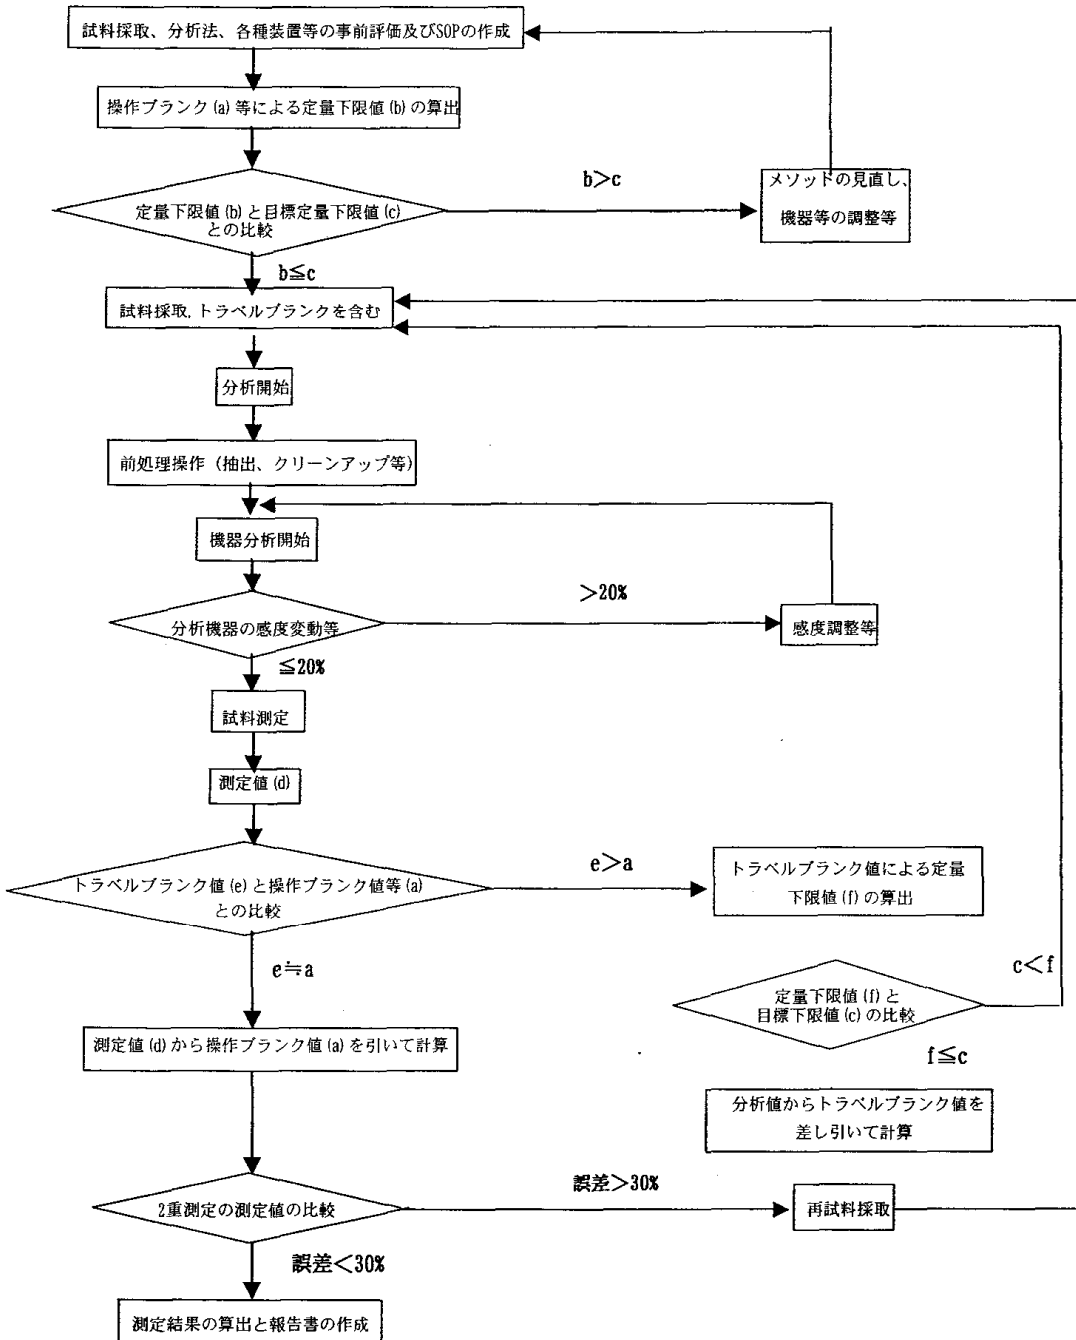 試料採取、分析法、各種装置等の事前評価及びSOPの作成
操作ブランク(a)等による定量下限値(b)の算出
b>c
メソッドの見直し、
機器等の調整等
定量下限値(b)と目標定量下限値(c)
との比較
b≦c
試料採取,トラベルブランクを含む
分析開始
前処理操作(抽出、クリーンアップ等)
機器分析開始
>20%
分析機器の感度変動等
感度調整等
≦20%
試料測定
測定値(d)
e>a
トラベルブランク値(e)と操作ブランク値等(a)
との比較
トラベルブランク値による定量
下限値(f)の算出
e≒a
c<f
定量下限値(f)と
目標下限値(c)の比較
測定値(d)から操作ブランク値(a)を引いて計算
f≦c
分析値からトラベルブランク値を
差し引いて計算
誤差>30%
2重測定の測定値の比較
再試料採取
誤差<30%
測定結果の算出と報告書の作成